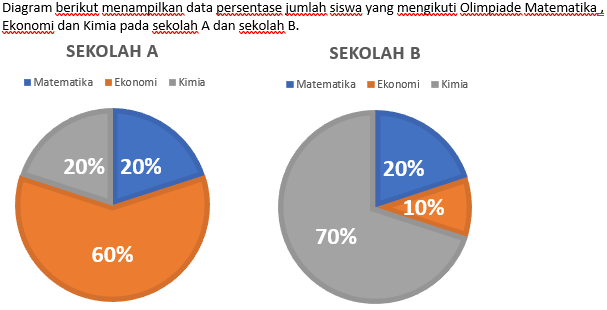 Diagram berikut menampilkan data persentase jumlah siswa yang mengikuti Olimpiade Matematika ,
Ekonomi dan Kimia pada sekolah A dan sekolah B.
SEKOLAH A
Matematika Ekonomi Kimia
20% 20%
60%
SEKOLAH B
Matematika Ekonomi Kimia
20%
10%
70%